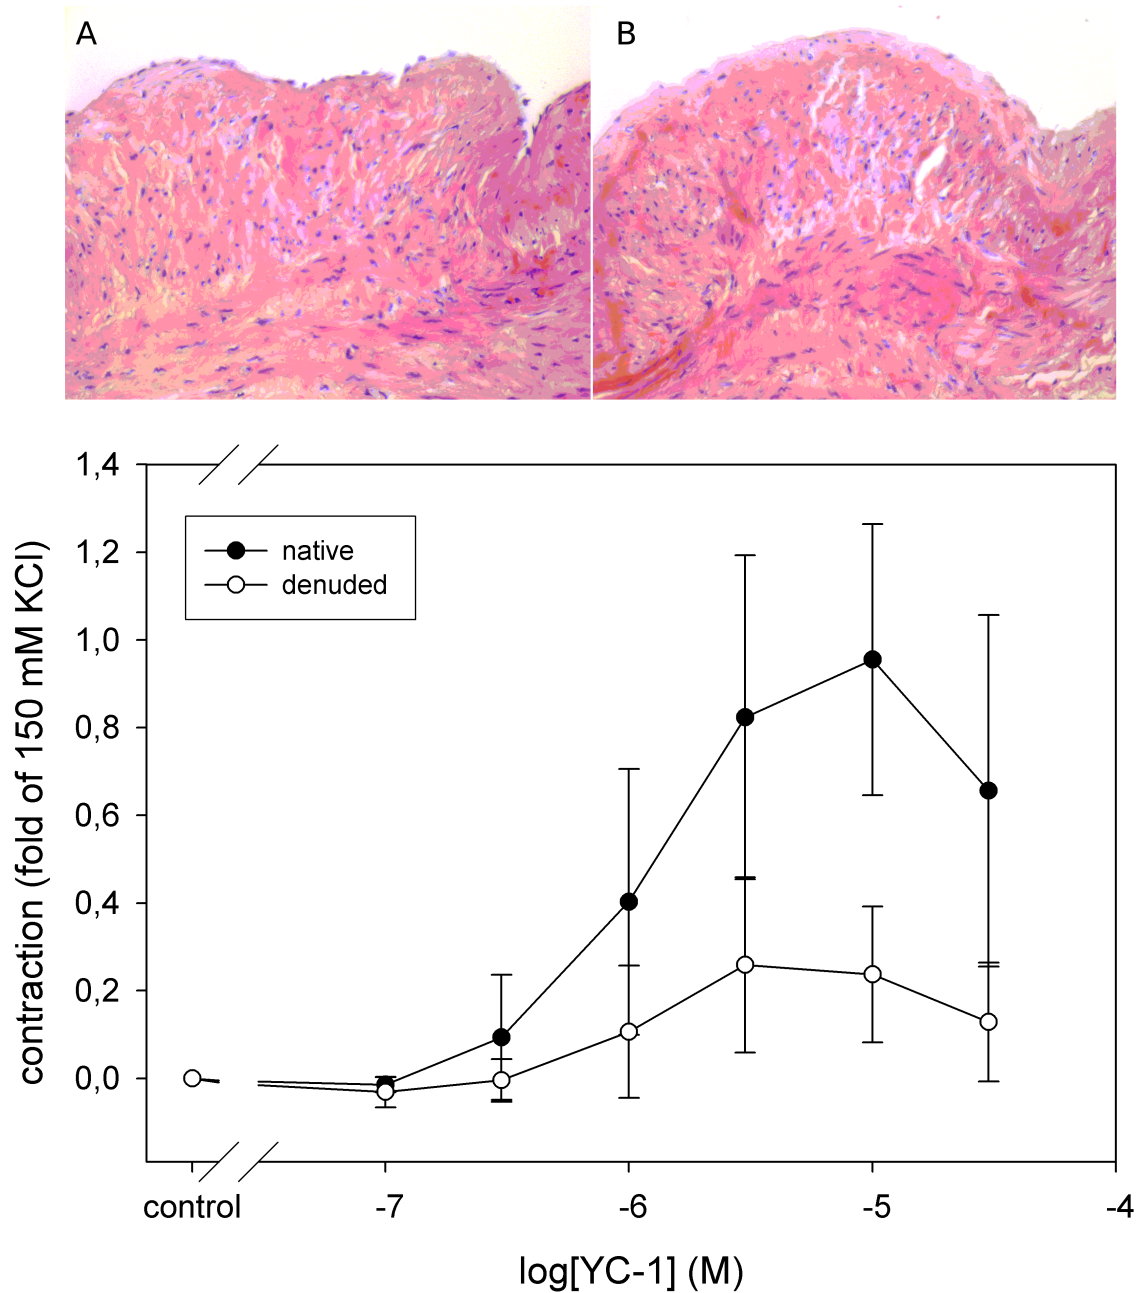 A
B
1,4
1,2
1,0
0,8
0,6
0,4
0,2
0,0
contraction (fold of 150 mM KCl)
native
denuded
control
-7
-6
-5
-4
log[YC-1] (M)